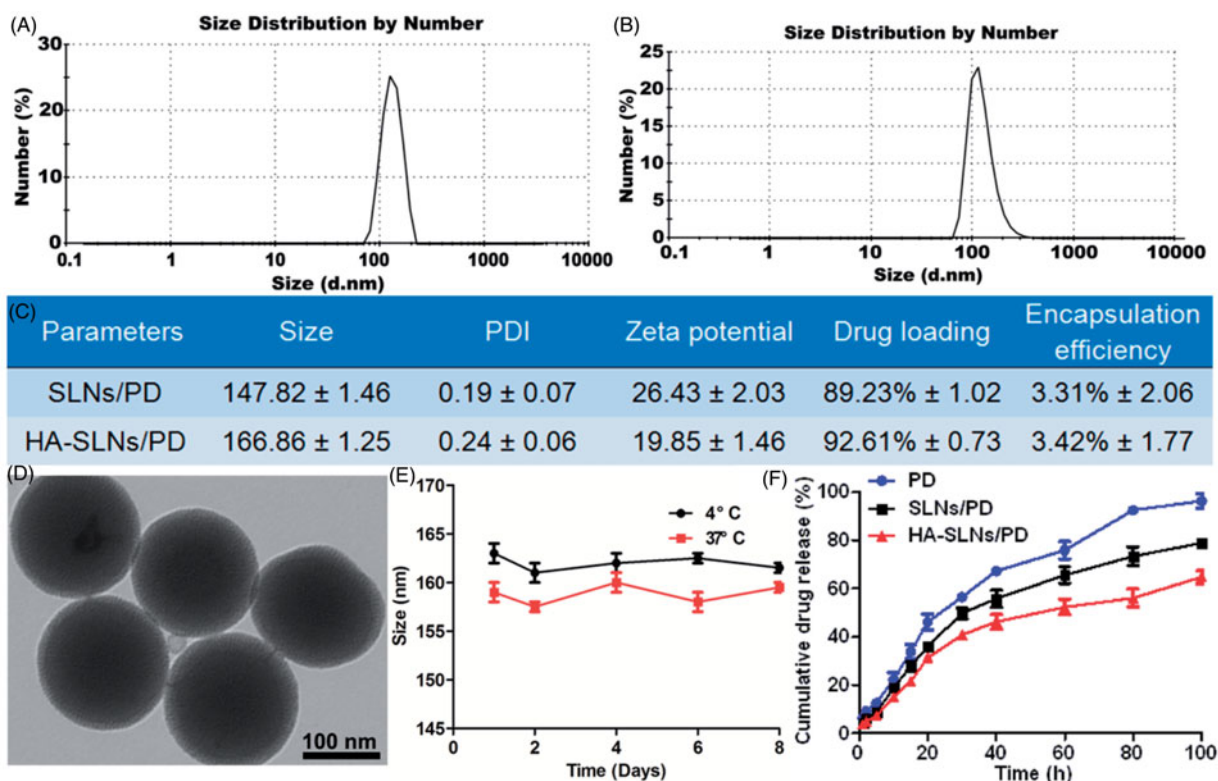 (A)
Size Distribution by Number
Number (%)
30
20
10
0
0.1 1 10 100 1000 10000
Size (d.nm)
(B)
Size Distribution by Number
Number (%)
25
20
15
10
5
0
0.1 1 10 100 1000 10000
Size (d.nm)
(C)
Parameters Size PDI Zeta potential Drug loading Encapsulation efficiency
SLNs/PD 147.82 ± 1.46 0.19 ± 0.07 26.43 ± 2.03 89.23% ± 1.02 3.31% ± 2.06
HA-SLNs/PD 166.86 ± 1.25 0.24 ± 0.06 19.85 ± 1.46 92.61% ± 0.73 3.42% ± 1.77
(D)
100 nm
(E)
Size (nm)
170
165
160
155
150
145
4° C
37° C
0 2 4 6 8
Time (Days)
(F)
Cumulative drug release (%)
100
80
60
40
20
0
PD
SLNs/PD
HA-SLNs/PD
0 20 40 60 80 100
Time (h)